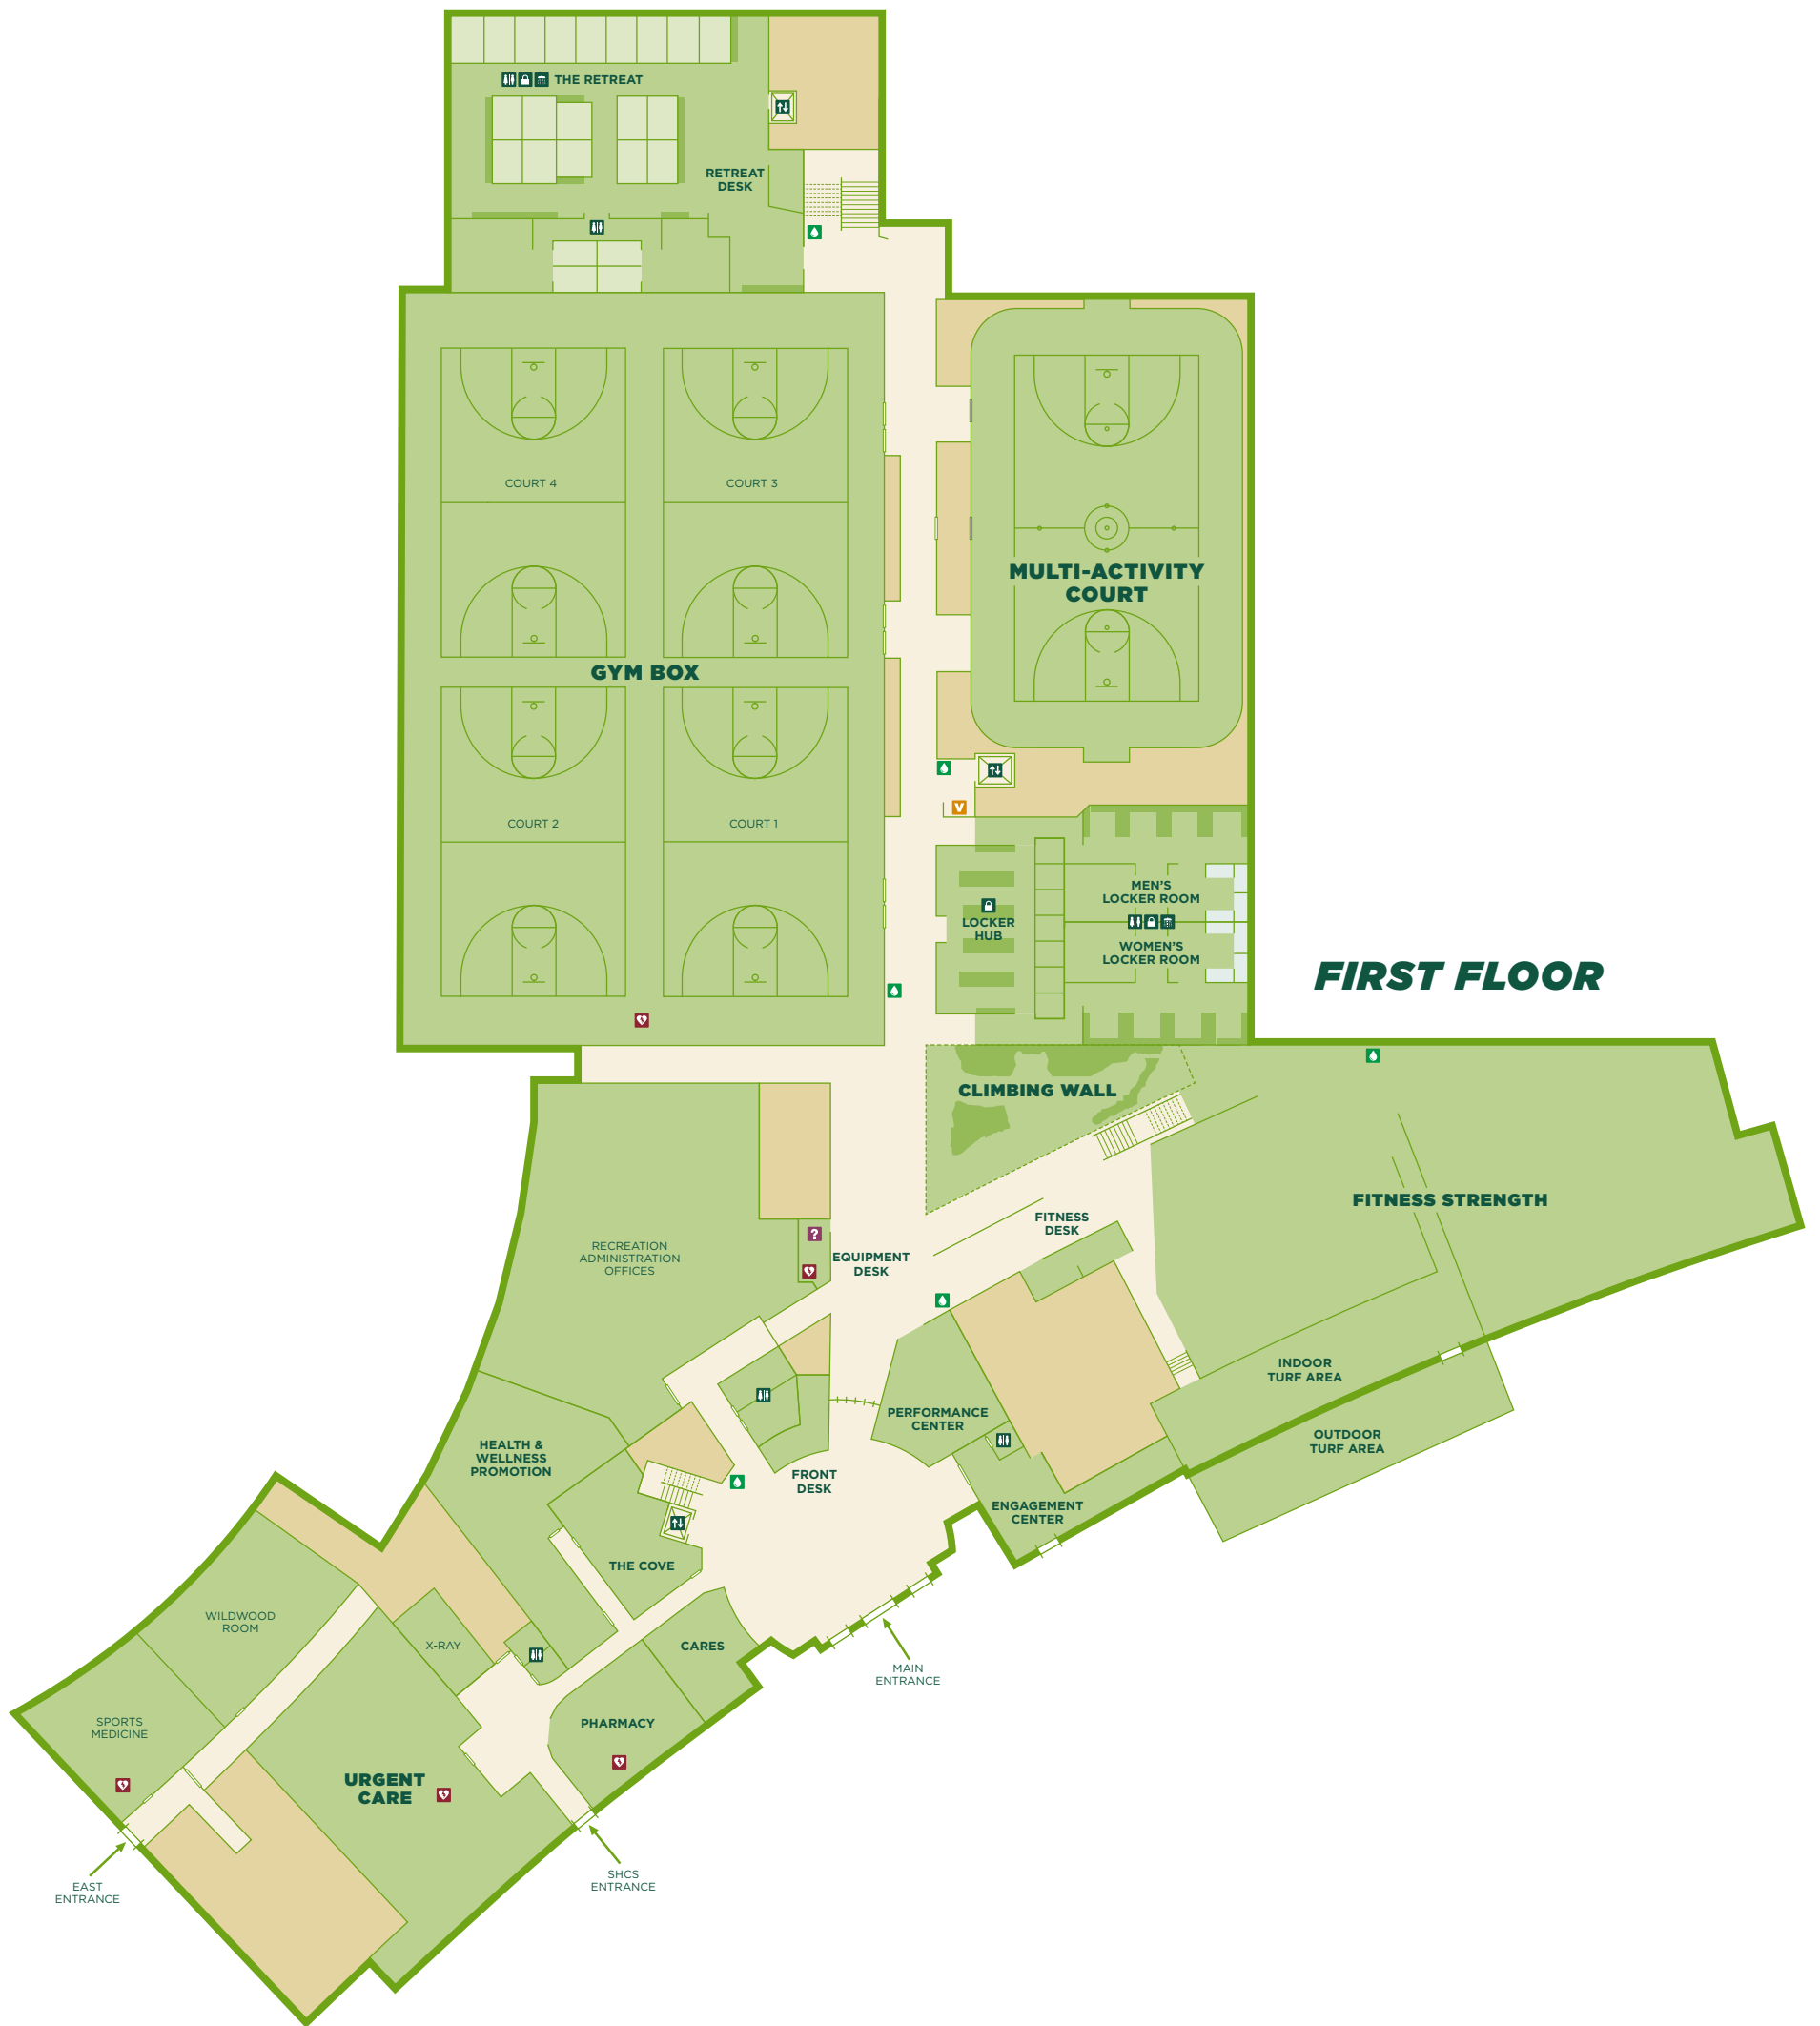 THE RETREAT
RETREAT
DESK
COURT 4
COURT 3
MULTI-ACTIVITY
COURT
GYM BOX
COURT 2
COURT 1
V
MEN'S
LOCKER ROOM
LOCKER
HUB
WOMEN'S
LOCKER ROOM
FIRST FLOOR
CLIMBING WALL
FITNESS STRENGTH
FITNESS
DESK
?
RECREATION
ADMINISTRATION
OFFICES
EQUIPMENT
DESK
INDOOR
TURF AREA
PERFORMANCE
CENTER
OUTDOOR
TURF AREA
HEALTH &
WELLNESS
PROMOTION
FRONT
DESK
ENGAGEMENT
CENTER
THE COVE
WILDWOOD
ROOM
X-RAY
CARES
MAIN
ENTRANCE
SPORTS
MEDICINE
PHARMACY
URGENT
CARE
EAST
ENTRANCE
SHCS
ENTRANCE